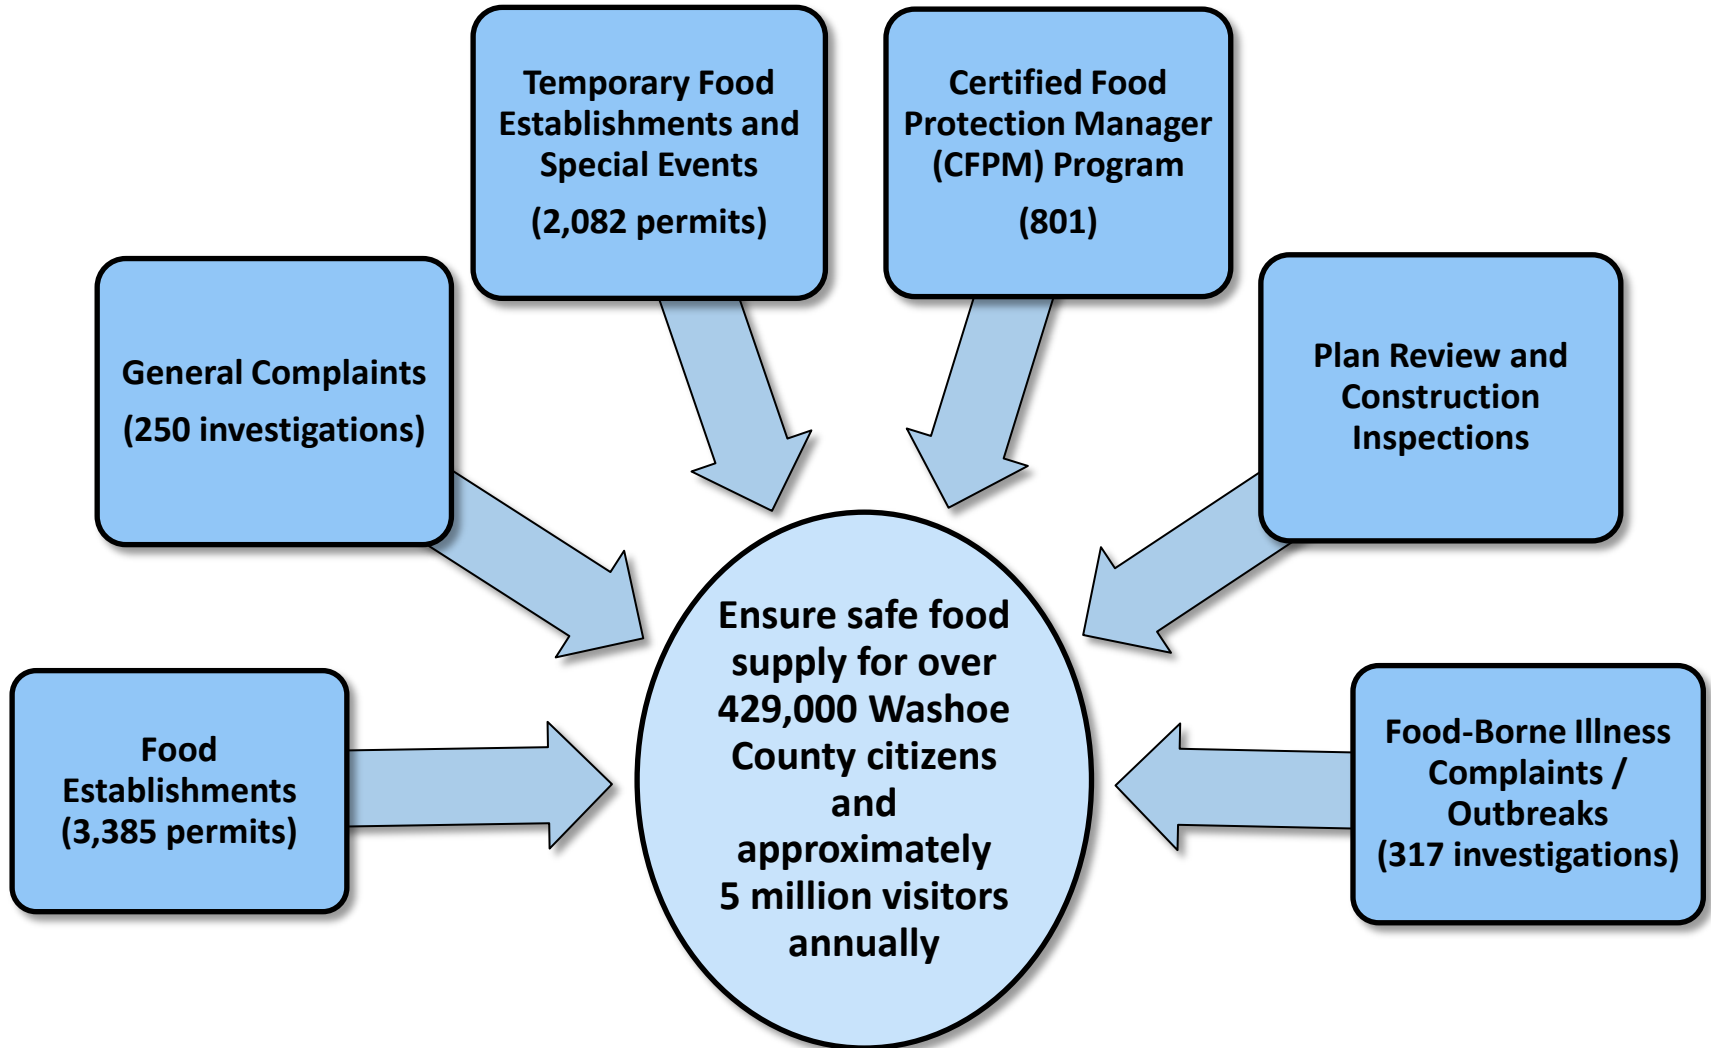 Temporary Food
Establishments and
Special Events
(2,082 permits)
Certified Food
Protection Manager
(CFPM) Program
(801)
General Complaints
(250 investigations)
Plan Review and
Construction
Inspections
Food
Establishments
(3,385 permits)
Ensure safe food
supply for over
429,000 Washoe
County citizens
and
approximately
5 million visitors
annually
Food-Borne Illness
Complaints /
Outbreaks
(317 investigations)